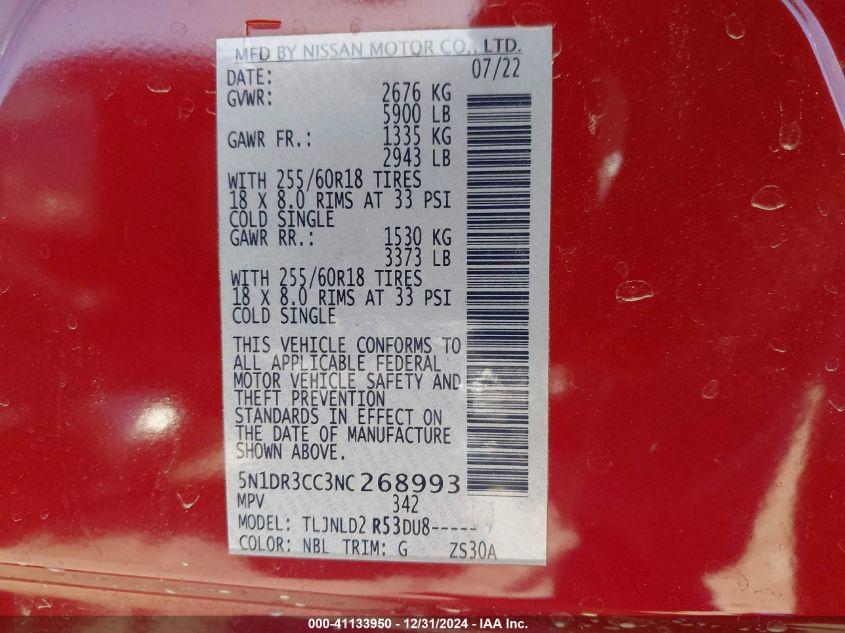 MFD BY NISSAN MOTOR CO., LTD.
DATE: 07/22
GVWR: 2676 KG
5900 LB
GAWR FR.: 1335 KG
2943 LB
WITH 255/60R18 TIRES
18 X 8.0 RIMS AT 33 PSI
COLD SINGLE
GAWR RR.: 1530 KG
3373 LB
WITH 255/60R18 TIRES
18 X 8.0 RIMS AT 33 PSI
COLD SINGLE
THIS VEHICLE CONFORMS TO
ALL APPLICABLE FEDERAL
MOTOR VEHICLE SAFETY AND
THEFT PREVENTION
STANDARDS IN EFFECT ON
THE DATE OF MANUFACTURE
SHOWN ABOVE.
5N1DR3CC3NC268993
MPV 342
MODEL: TLJNLD2 R53DU8-----
COLOR: NBL TRIM: G ZS30A
000-41133950 - 12/31/2024 - IAA Inc.